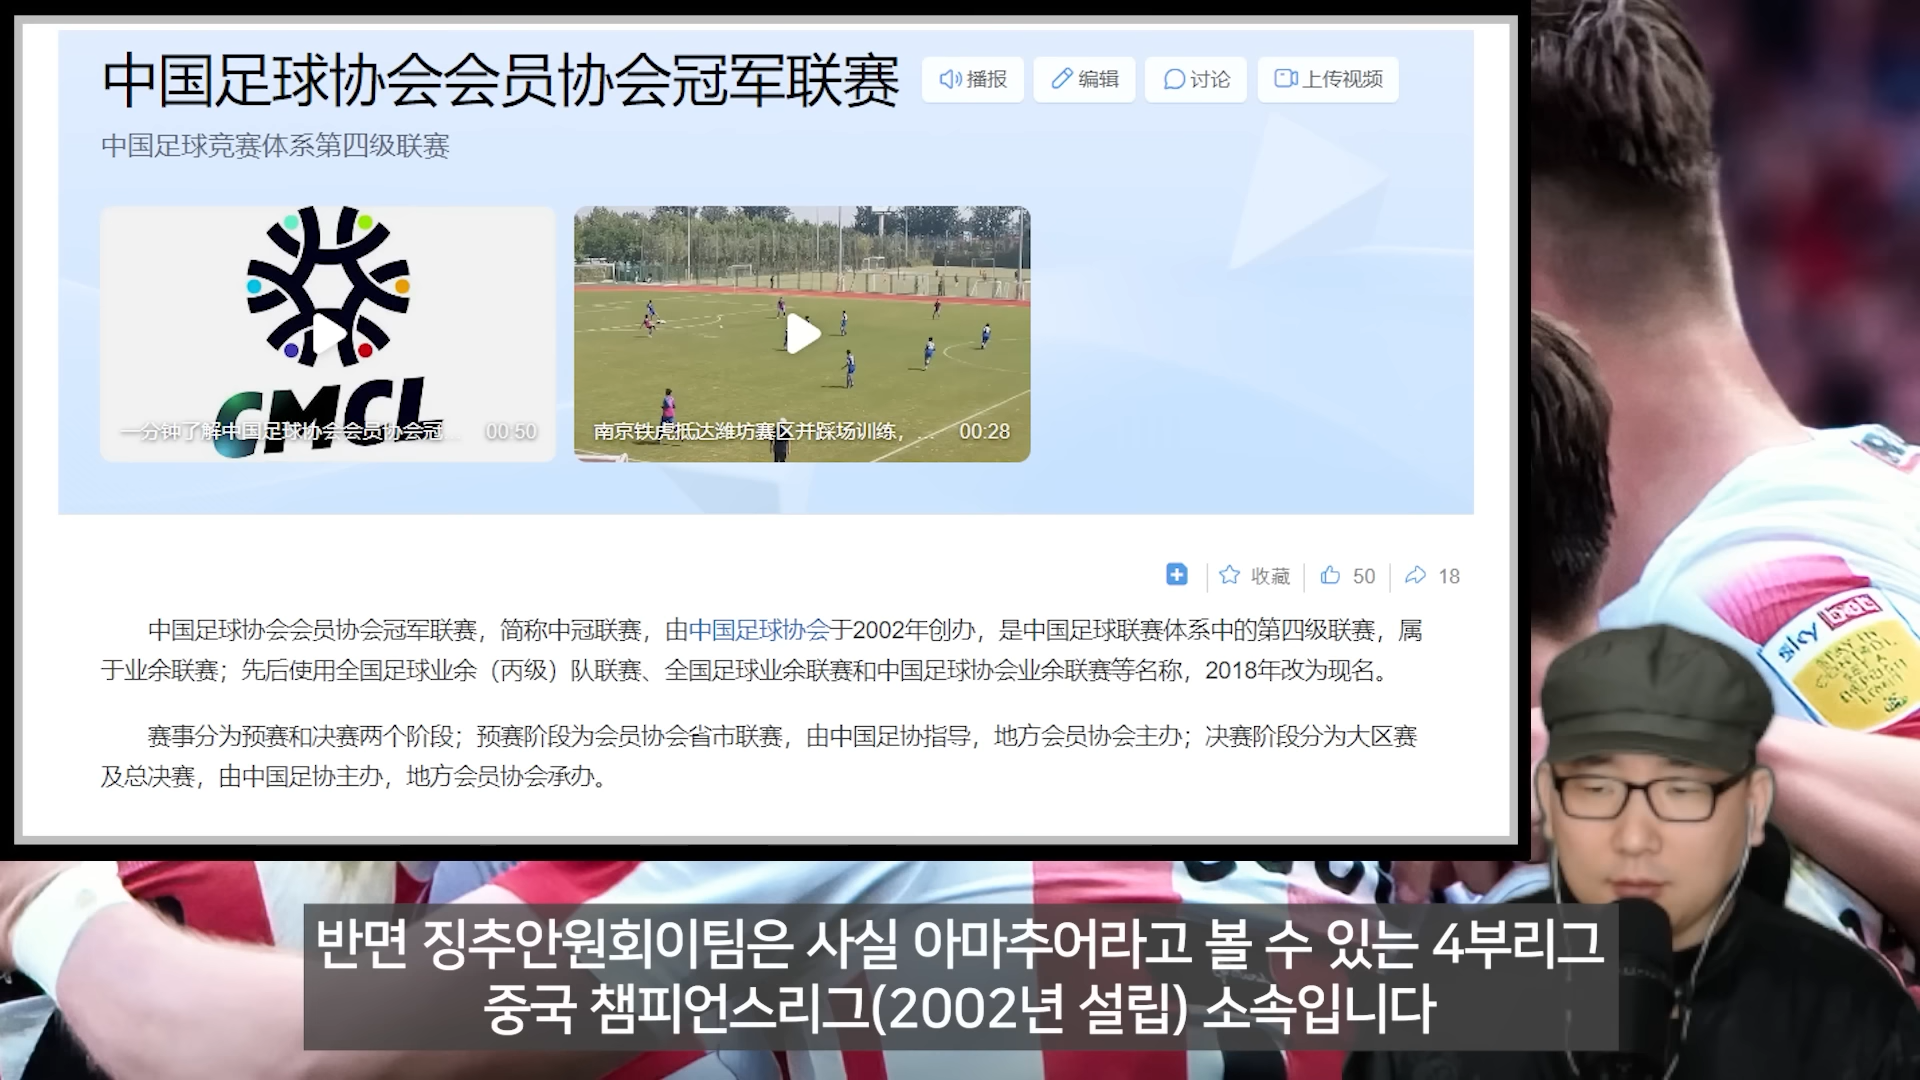 中国足球协会会员协会冠军联赛
播报
编辑
讨论
上传视频
中国足球竞赛体系第四级联赛
CMCL
一分钟了解中国足球协会会员协会冠...
00:50
南京铁虎抵达潍坊赛区并踩场训练，...
00:28
收藏
50
18
中国足球协会会员协会冠军联赛，简称中冠联赛，由中国足球协会于2002年创办，是中国足球联赛体系中的第四级联赛，属
于业余联赛；先后使用全国足球业余（丙级）队联赛、全国足球业余联赛和中国足球协会业余联赛等名称，2018年改为现名。
赛事分为预赛和决赛两个阶段；预赛阶段为会员协会省市联赛，由中国足协指导，地方会员协会主办；决赛阶段分为大区赛
及总决赛，由中国足协主办，地方会员协会承办。
sky bet
반면 징추안원회이팀은 사실 아마추어라고 볼 수 있는 4부리그
중국 챔피언스리그(2002년 설립) 소속입니다